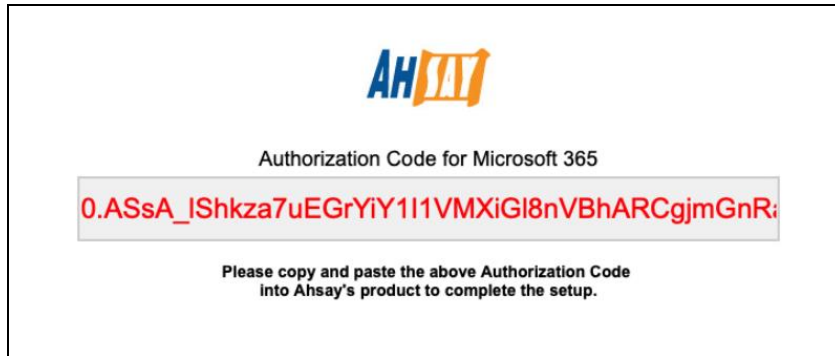 AHSAY
Authorization Code for Microsoft 365
0.ASsA_lShkza7uEGrYiY1I1VMXiGl8nVBhARCgjmGnRa
Please copy and paste the above Authorization Code
into Ahsay's product to complete the setup.